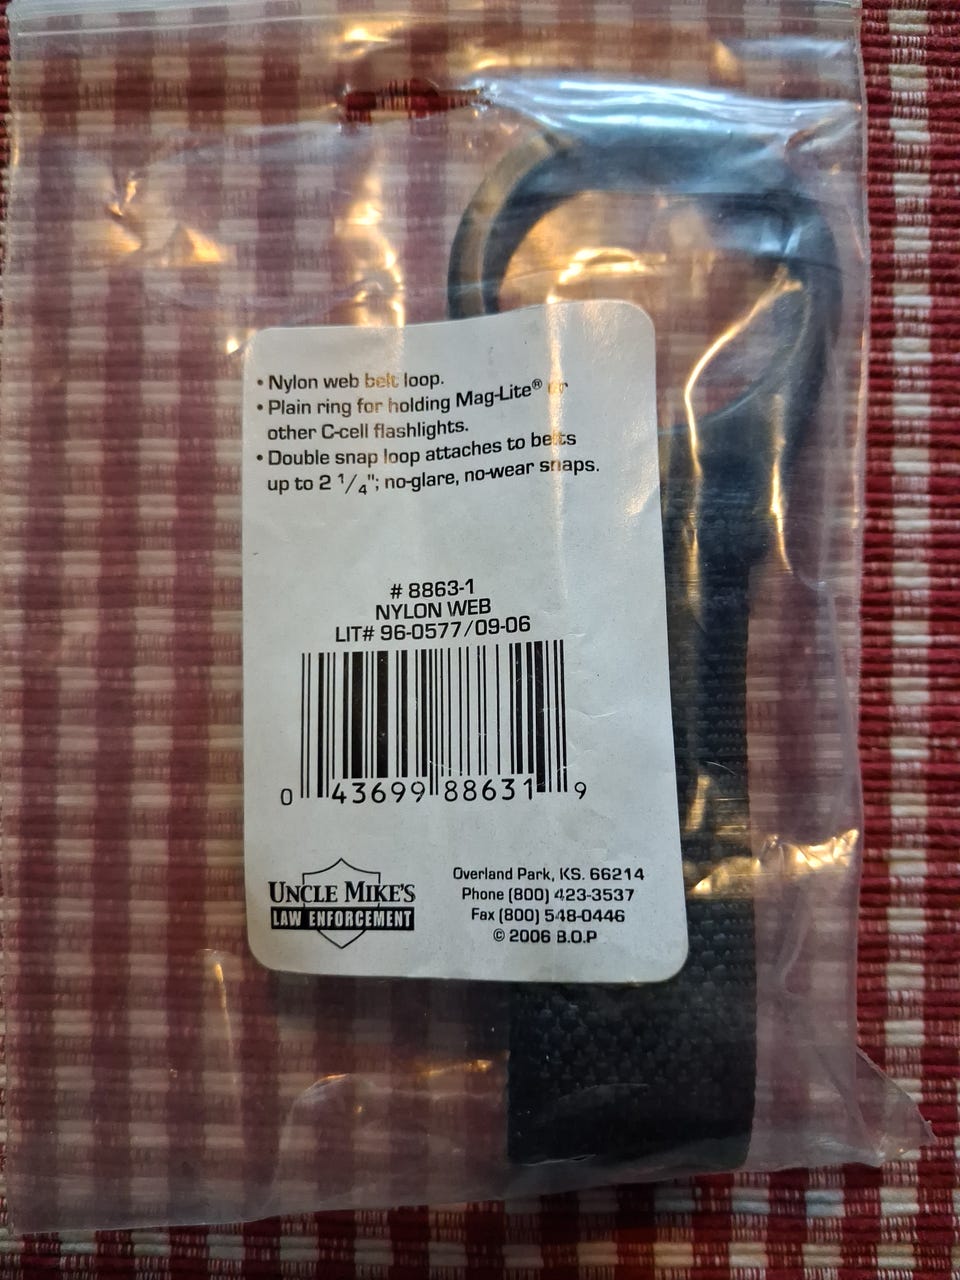 • Nylon web belt loop.
• Plain ring for holding Mag-Lite® or
other C-cell flashlights.
• Double snap loop attaches to belts
up to 2 1/4"; no-glare, no-wear snaps.
# 8863-1
NYLON WEB
LIT# 96-0577/09-06
0 43699 88631 9
UNCLE MIKE'S
LAW ENFORCEMENT
Overland Park, KS. 66214
Phone (800) 423-3537
Fax (800) 548-0446
© 2006 B.O.P